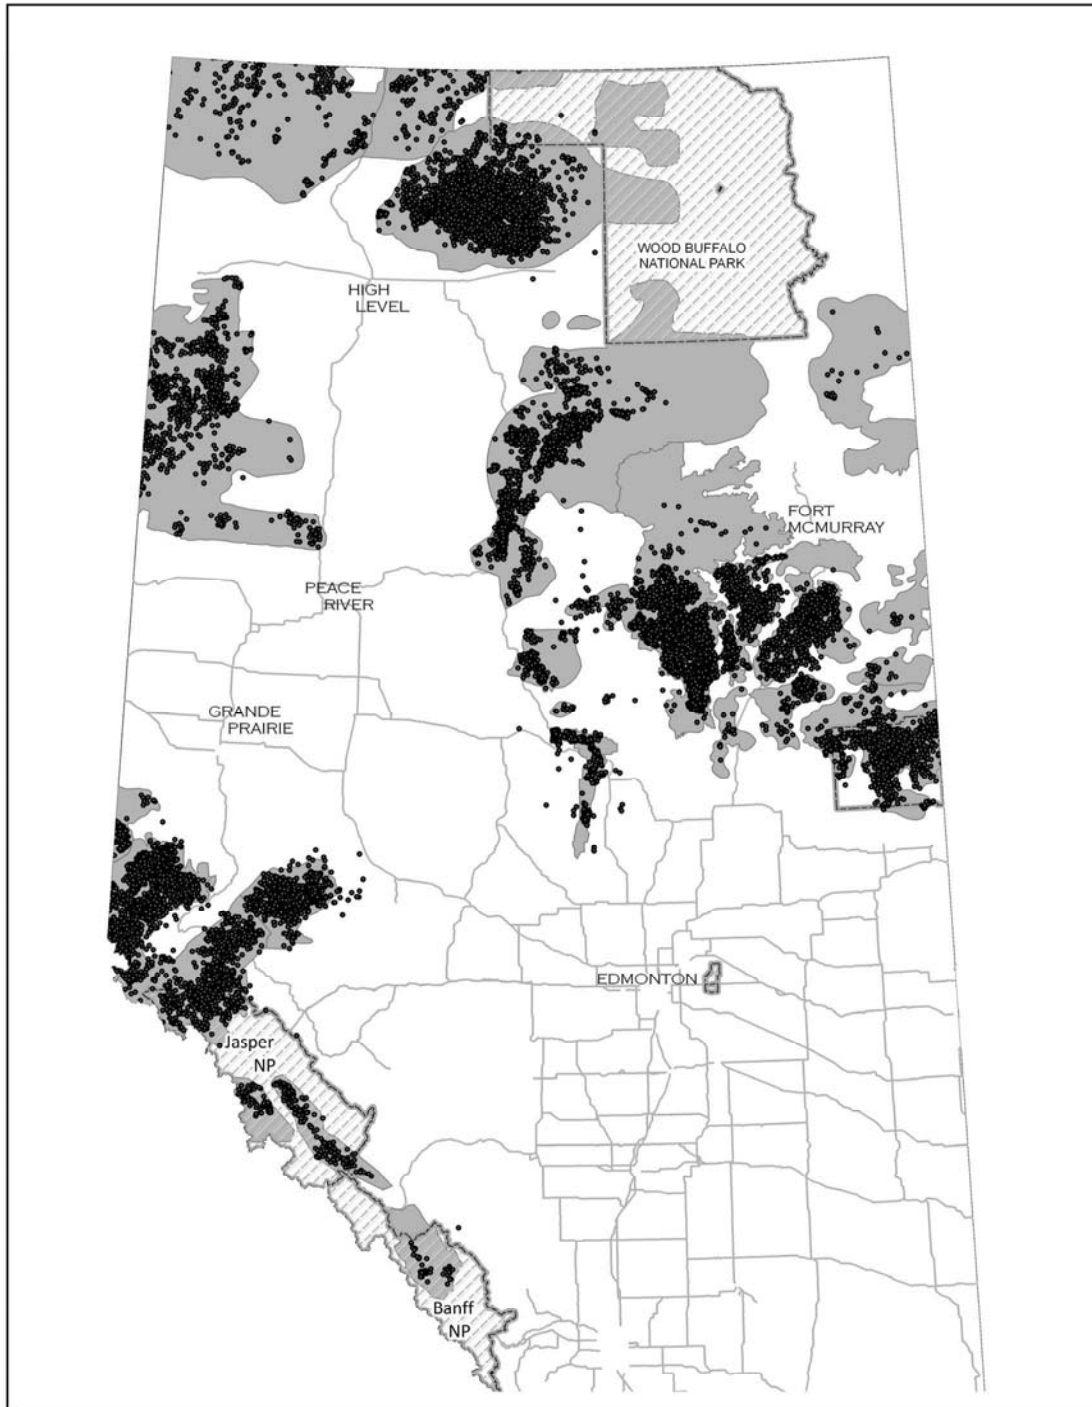 WOOD BUFFALO
NATIONAL PARK
HIGH
LEVEL
FORT
MCMURRAY
PEACE
RIVER
GRANDE
PRAIRIE
EDMONTON
Jasper
NP
Banff
NP